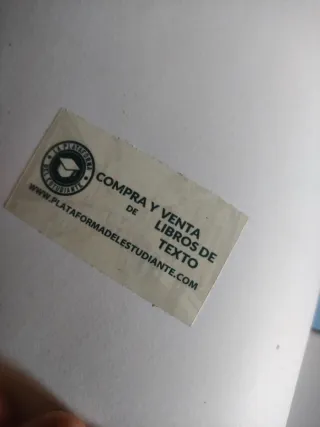 LA PLATAFORMA
DEL ESTUDIANTE
COMPRA Y VENTA
DE
LIBROS DE
TEXTO
WWW.PLATAFORMADELESTUDIANTE.COM